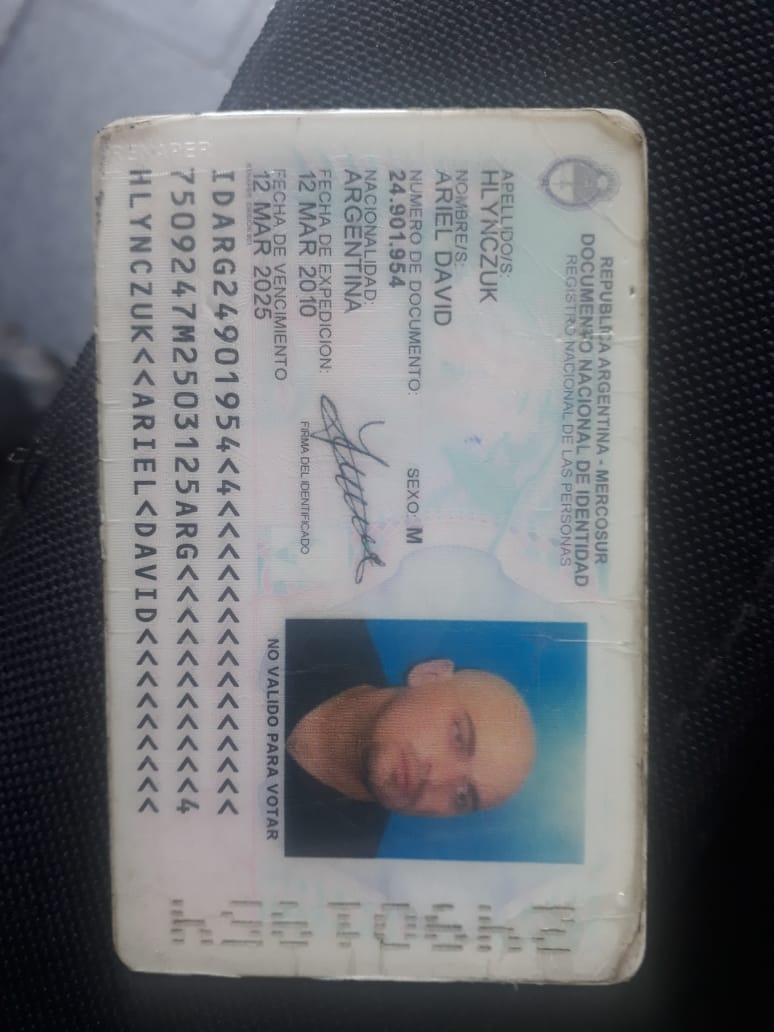 REPUBLICA ARGENTINA - MERCOSUR
DOCUMENTO NACIONAL DE IDENTIDAD
REGISTRO NACIONAL DE LAS PERSONAS
APELLIDO/S:
HLYNCZUK
NOMBRE/S:
ARIEL DAVID
NUMERO DE DOCUMENTO: SEXO: M
24.901.954
NACIONALIDAD:
ARGENTINA
FECHA DE EXPEDICION:
12 MAR 2010
FIRMA DEL IDENTIFICADO
FECHA DE VENCIMIENTO
12 MAR 2025
NO VALIDO PARA VOTAR
IDARG24901954<4<<<<<<<<<<<<<<<
7509247M2503125ARG<<<<<<<<<<<4
HLYNCZUK<<ARIEL<DAVID<<<<<<<<<
RENAPER
24901954